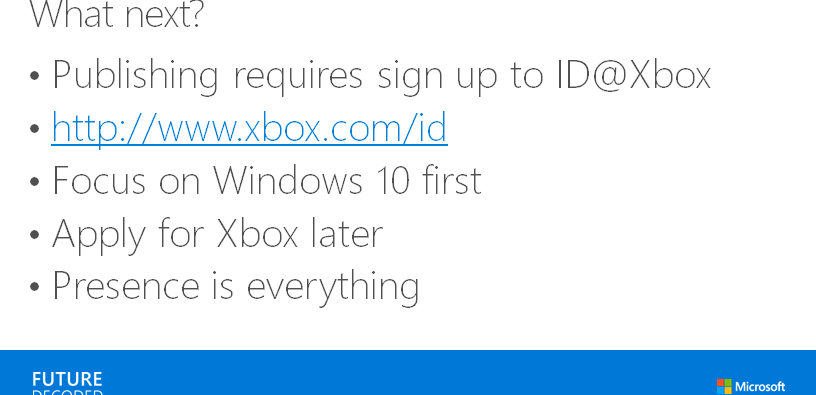 What next?
• Publishing requires sign up to ID@Xbox
• http://www.xbox.com/id
• Focus on Windows 10 first
• Apply for Xbox later
• Presence is everything
FUTURE
DECODED
Microsoft